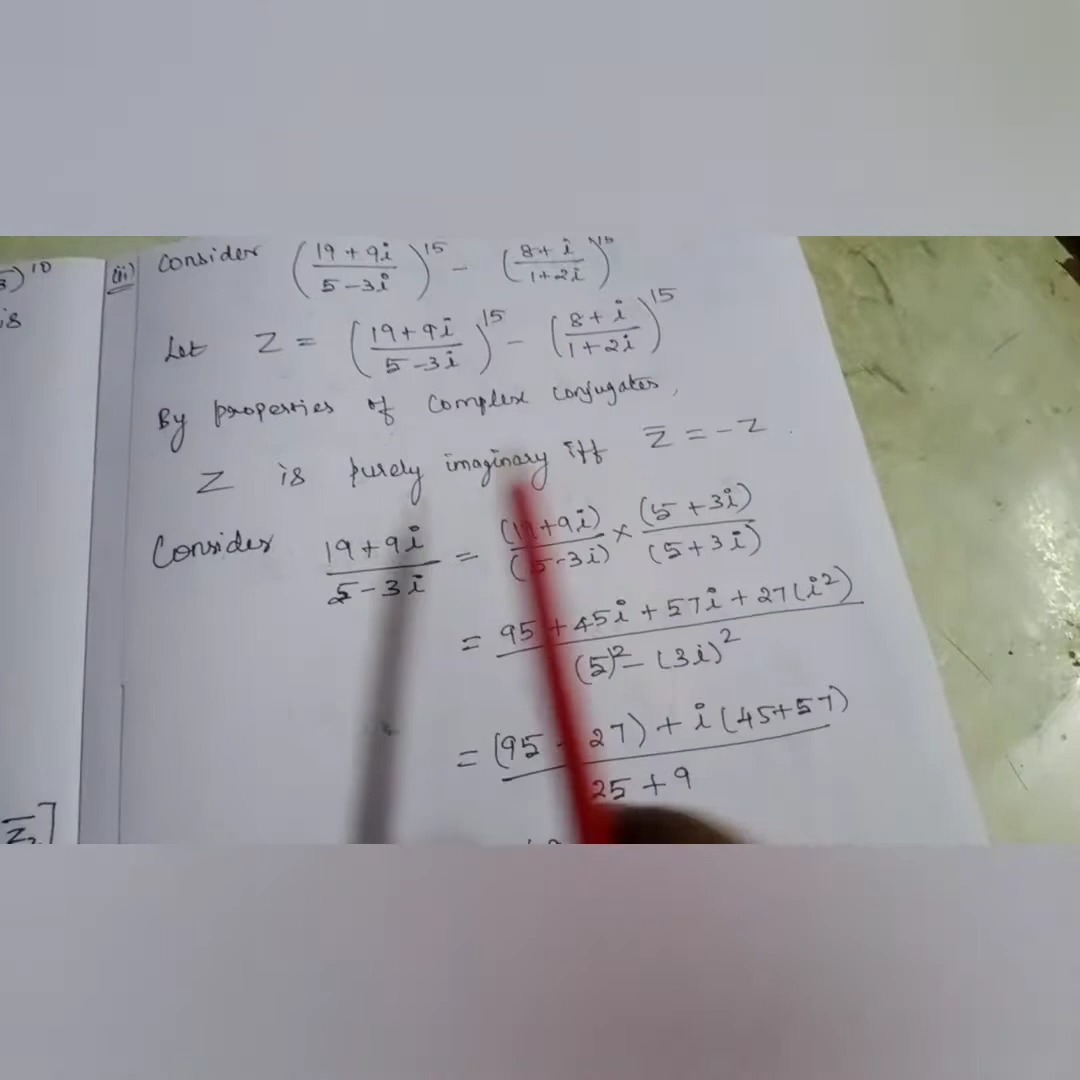 (ii) Consider (19+9i / 5-3i)^15 - (8+i / 1+2i)^15
Let Z = (19+9i / 5-3i)^15 - (8+i / 1+2i)^15
By properties of complex conjugates,
Z is purely imaginary iff z̅ = -z.
Consider 19+9i / 5-3i = (19+9i) / (5-3i) × (5+3i) / (5+3i)
= 95+45i+57i+27(i²) / (5)²-(3i)²
= (95-27)+i(45+57) / 25+9
)^10
is
z̅₂]